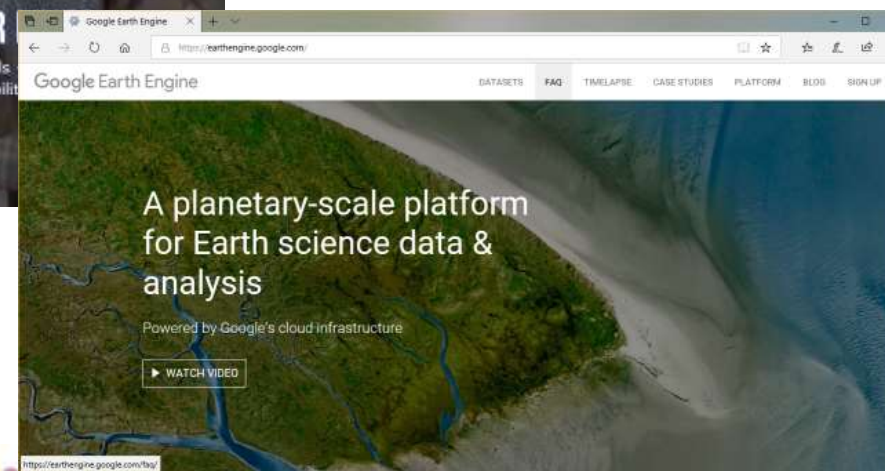 R
ls
bilit
Google Earth Engine
https://earthengine.google.com/
Google Earth Engine
DATASETS FAQ TIMELAPSE CASE STUDIES PLATFORM BLOG SIGN UP
A planetary-scale platform
for Earth science data &
analysis
Powered by Google's cloud infrastructure
WATCH VIDEO
https://earthengine.google.com/faq/